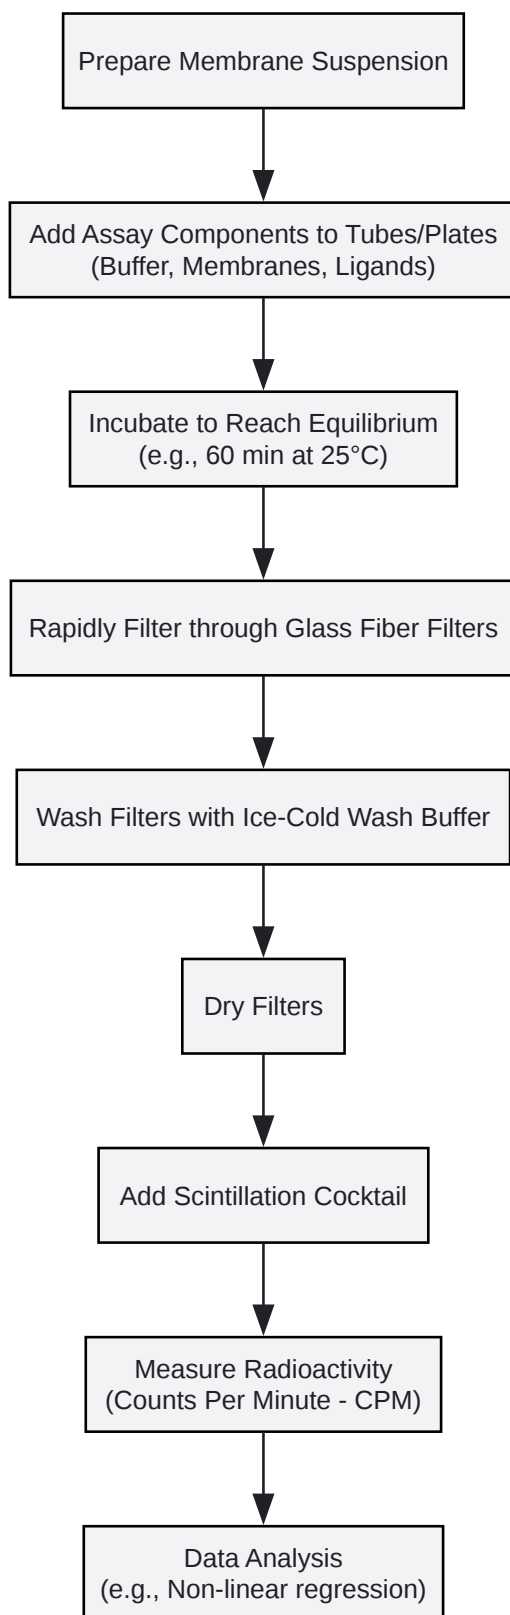 Prepare Membrane Suspension
Add Assay Components to Tubes/Plates
(Buffer, Membranes, Ligands)
Incubate to Reach Equilibrium
(e.g., 60 min at 25°C)
Rapidly Filter through Glass Fiber Filters
Wash Filters with Ice-Cold Wash Buffer
Dry Filters
Add Scintillation Cocktail
Measure Radioactivity
(Counts Per Minute - CPM)
Data Analysis
(e.g., Non-linear regression)